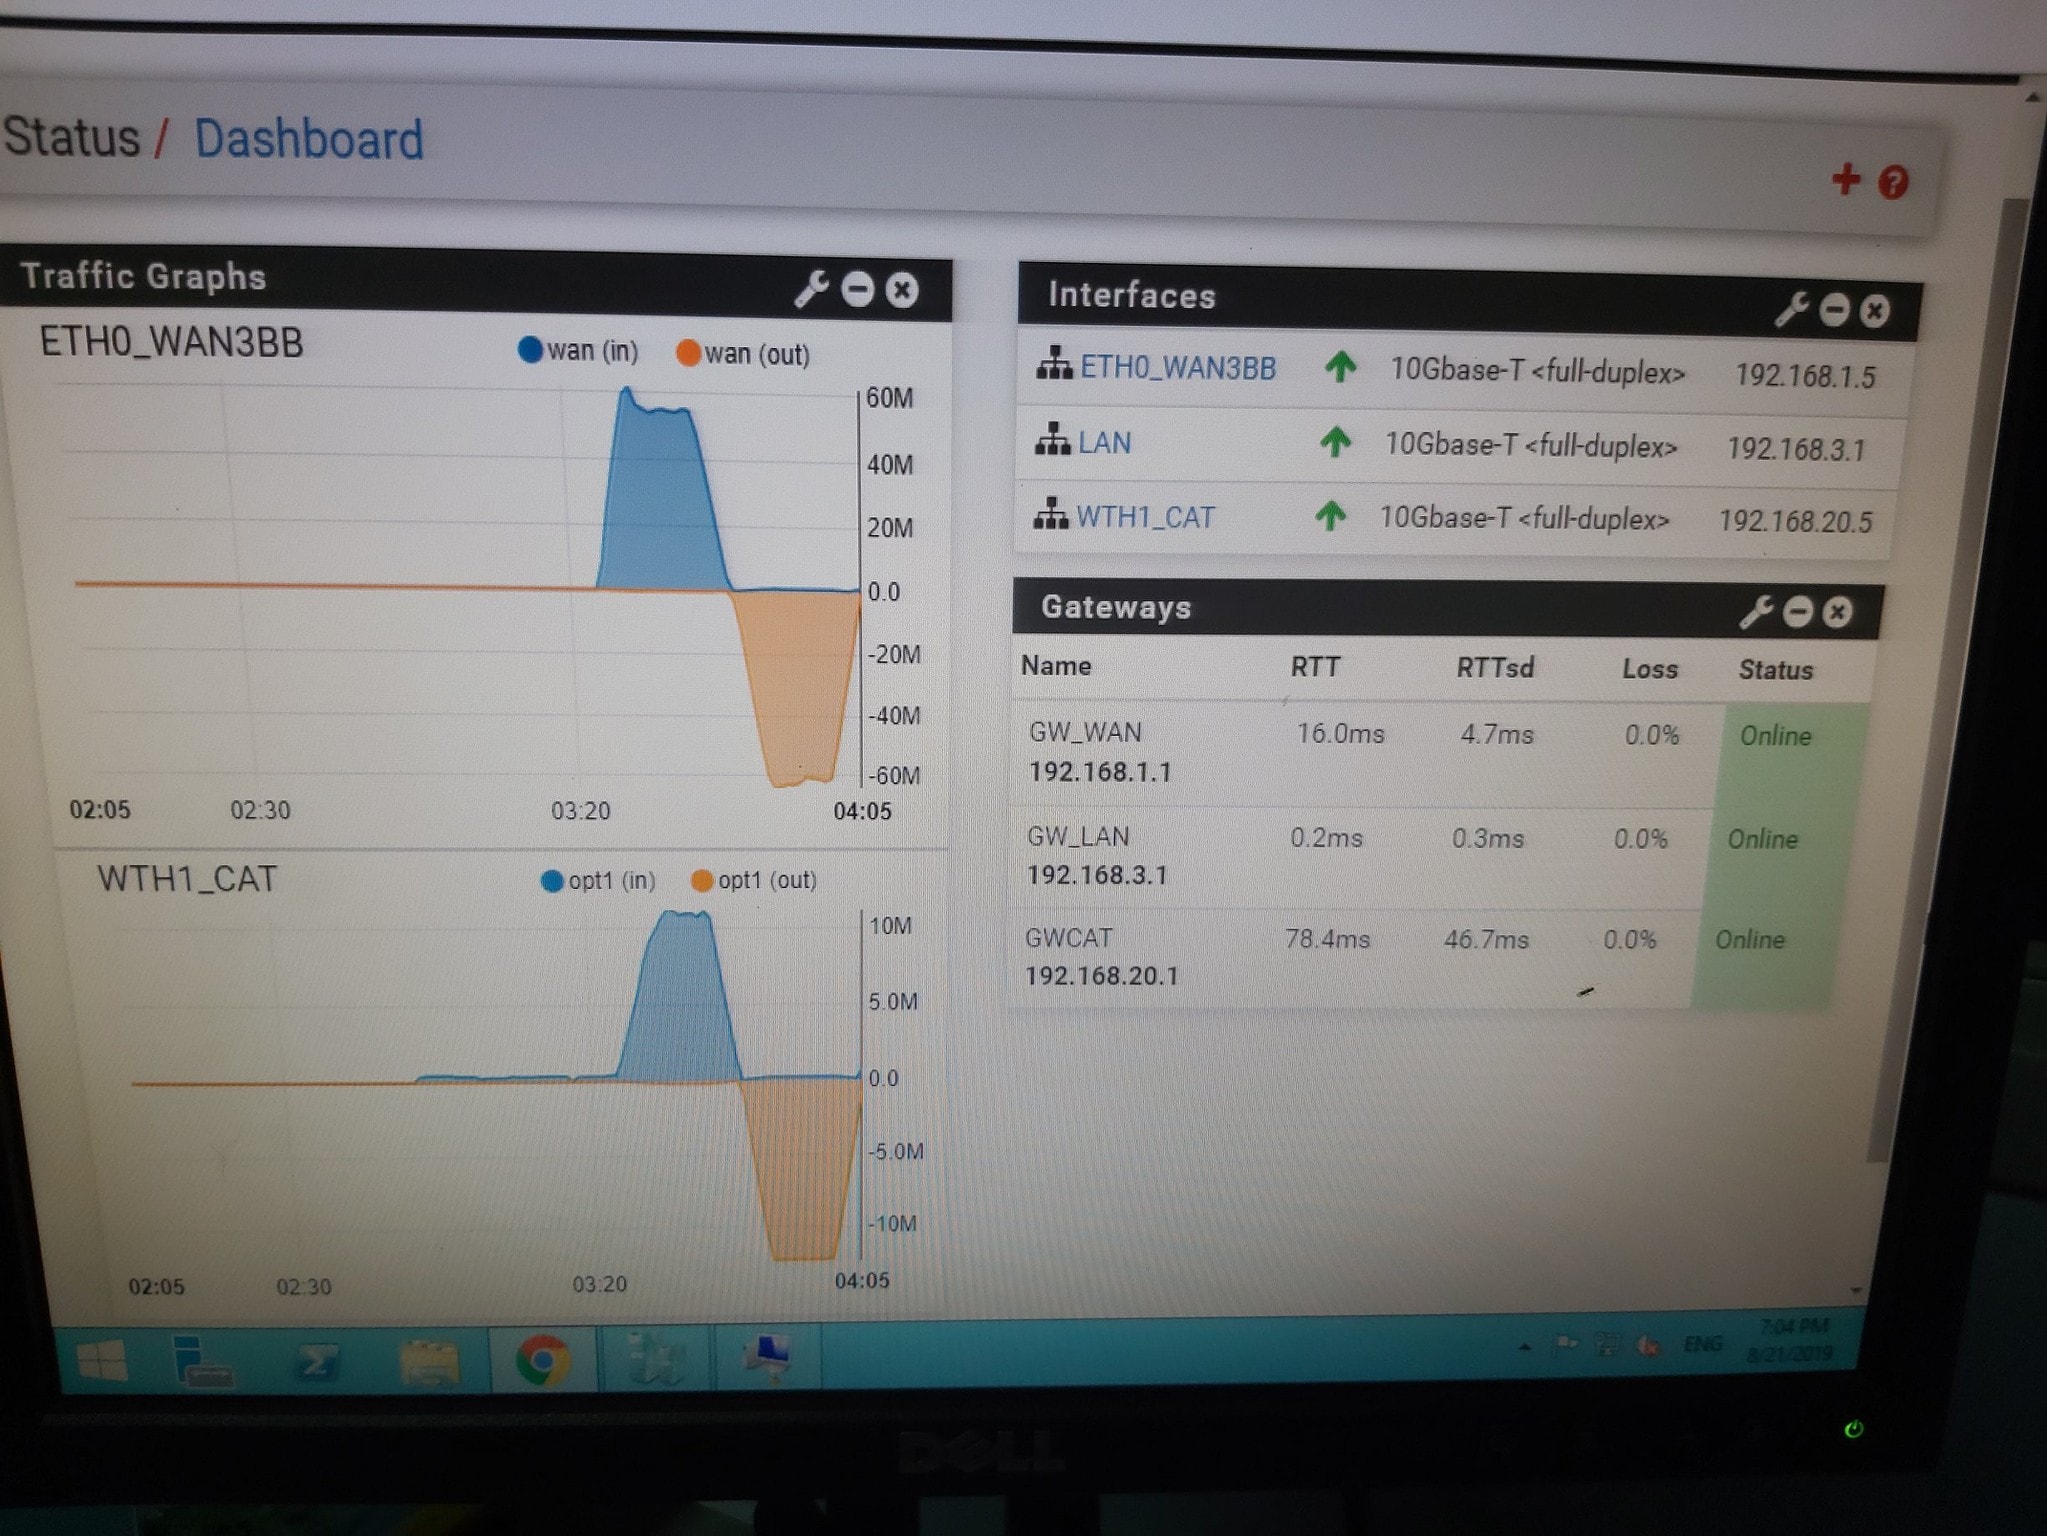 Status / Dashboard
Traffic Graphs
ETH0_WAN3BB
wan (in) wan (out)
60M
40M
20M
0.0
-20M
-40M
-60M
02:05 02:30 03:20 04:05
WTH1_CAT
opt1 (in) opt1 (out)
10M
5.0M
0.0
-5.0M
-10M
02:05 02:30 03:20 04:05
Interfaces
ETH0_WAN3BB 10Gbase-T <full-duplex> 192.168.1.5
LAN 10Gbase-T <full-duplex> 192.168.3.1
WTH1_CAT 10Gbase-T <full-duplex> 192.168.20.5
Gateways
Name RTT RTTsd Loss Status
GW_WAN 16.0ms 4.7ms 0.0% Online
192.168.1.1
GW_LAN 0.2ms 0.3ms 0.0% Online
192.168.3.1
GWCAT 78.4ms 46.7ms 0.0% Online
192.168.20.1
ENG 7:04 PM
8/21/2019
DELL